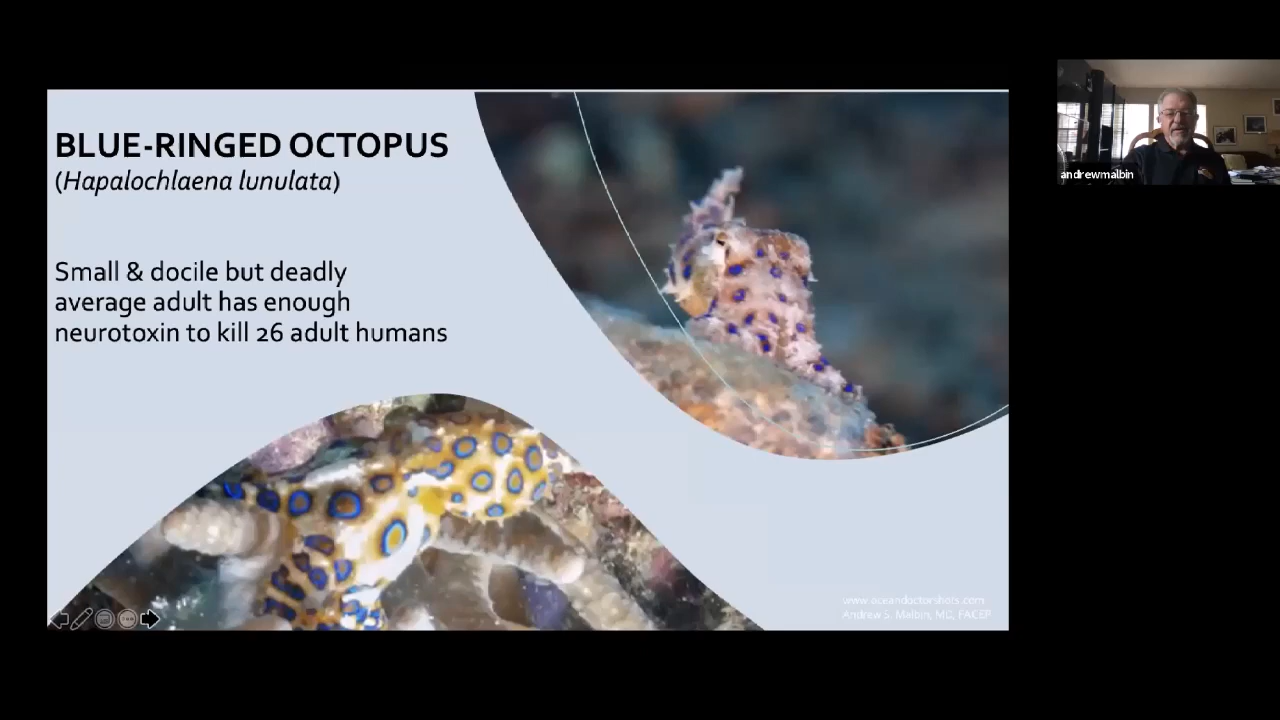 BLUE-RINGED OCTOPUS
(Hapalochlaena lunulata)
Small & docile but deadly
average adult has enough
neurotoxin to kill 26 adult humans
andrewmalbin
www.oceandoctorshots.com
Andrew S. Malbin, MD, FACEP